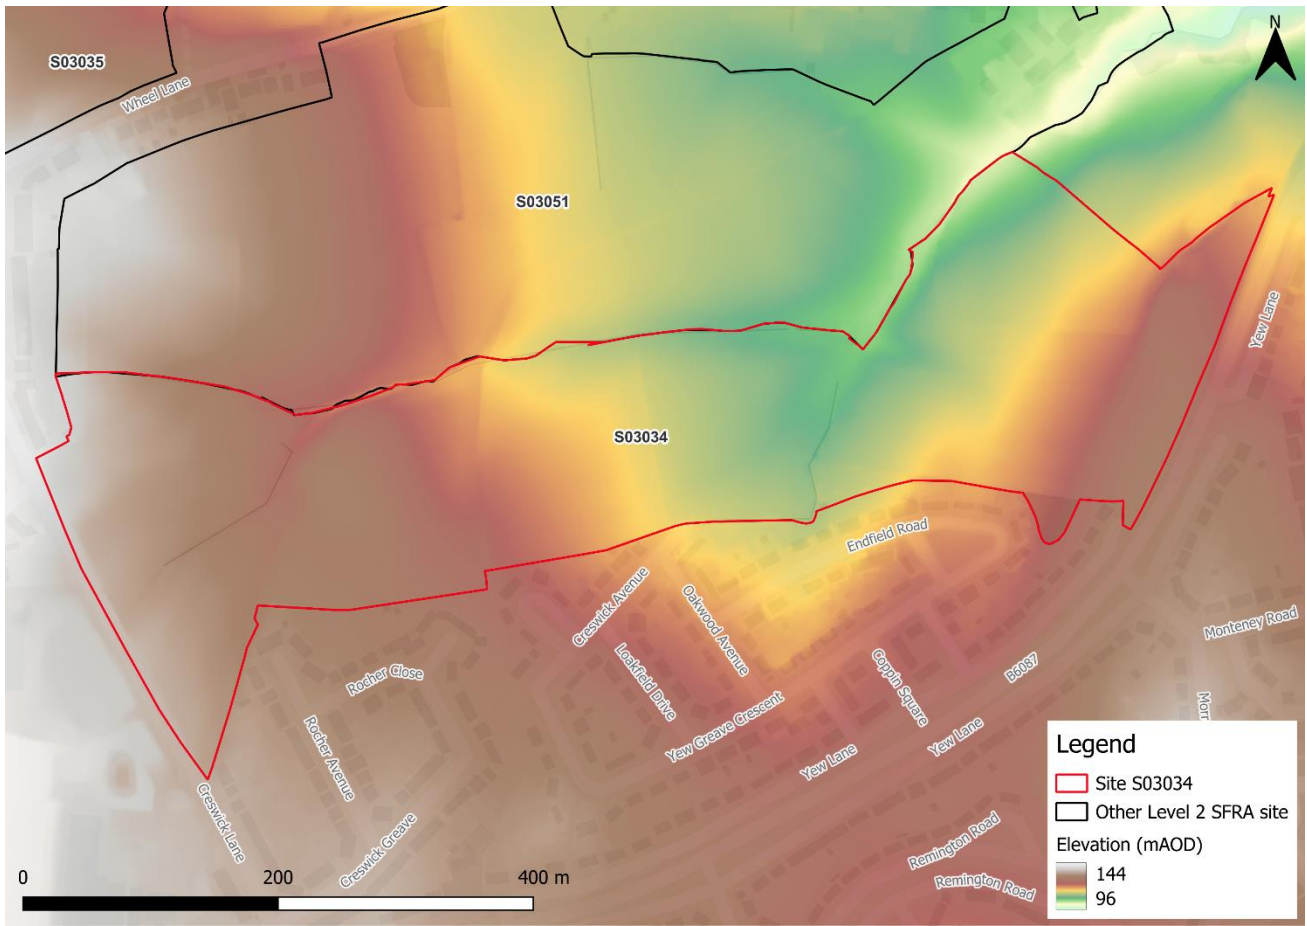 N
S03035
Wheel Lane
S03051
Yew Lane
S03034
Endfield Road
Creswick Avenue
Oakwood Avenue
Monteney Road
Rocher Close
Loakfield Drive
Coppin Square
B6087
Yew Greave Crescent
Morr
Rocher Avenue
Yew Lane
Yew Lane
Creswick Lane
Creswick Greave
Remington Road
Remington Road
Legend
Site S03034
Other Level 2 SFRA site
Elevation (mAOD)
144
96
0 200 400 m